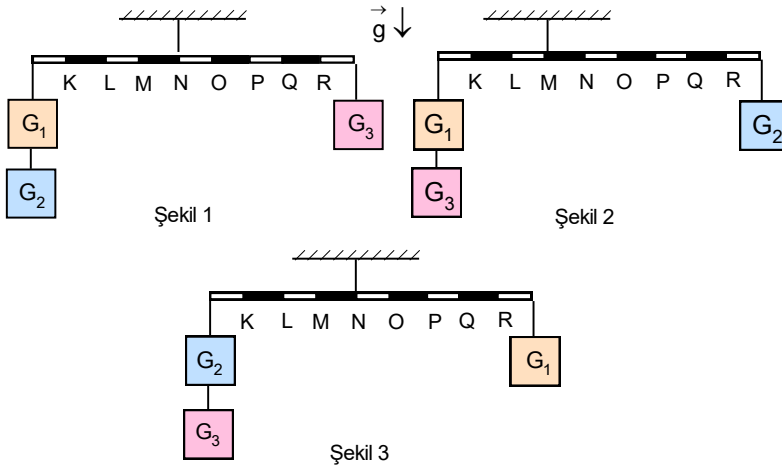 g
K L M N O P Q R
G1
G2
G3
Şekil 1
K L M N O P Q R
G1
G3
G2
Şekil 2
K L M N O P Q R
G2
G3
G1
Şekil 3